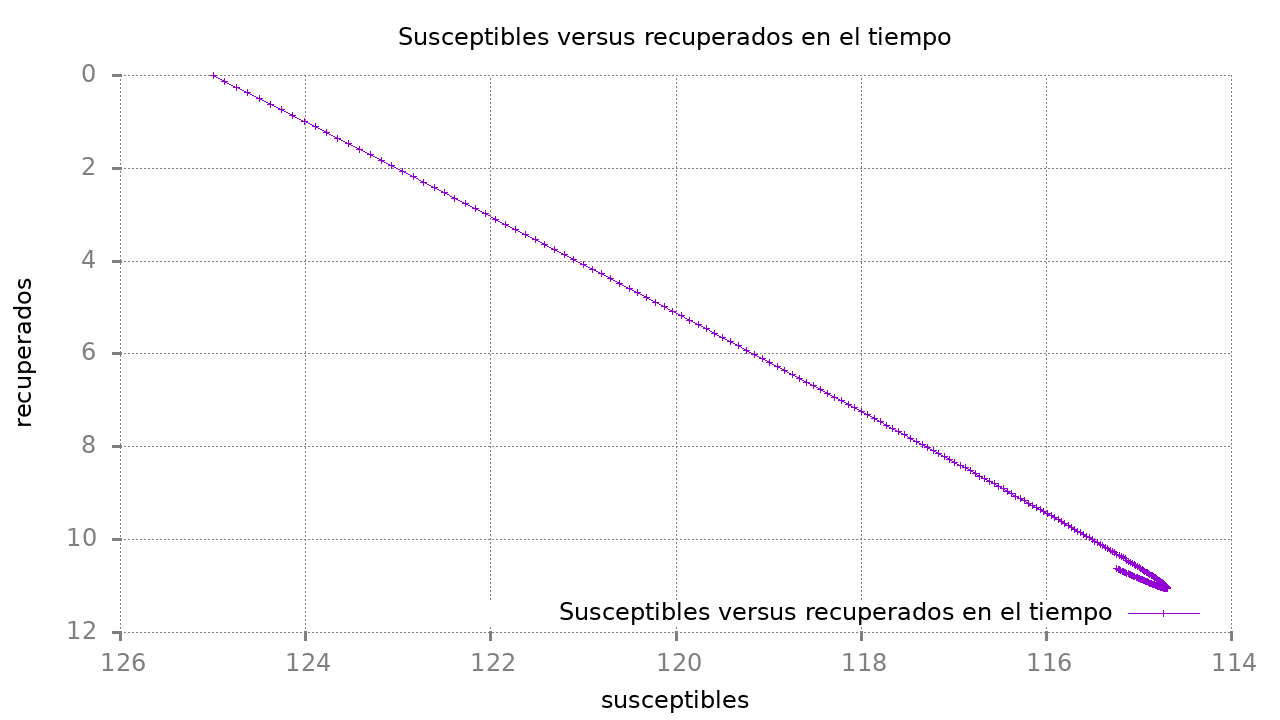 Susceptibles versus recuperados en el tiempo
0
2
4
6
8
10
12
recuperados
Susceptibles versus recuperados en el tiempo
126 124 122 120 118 116 114
susceptibles